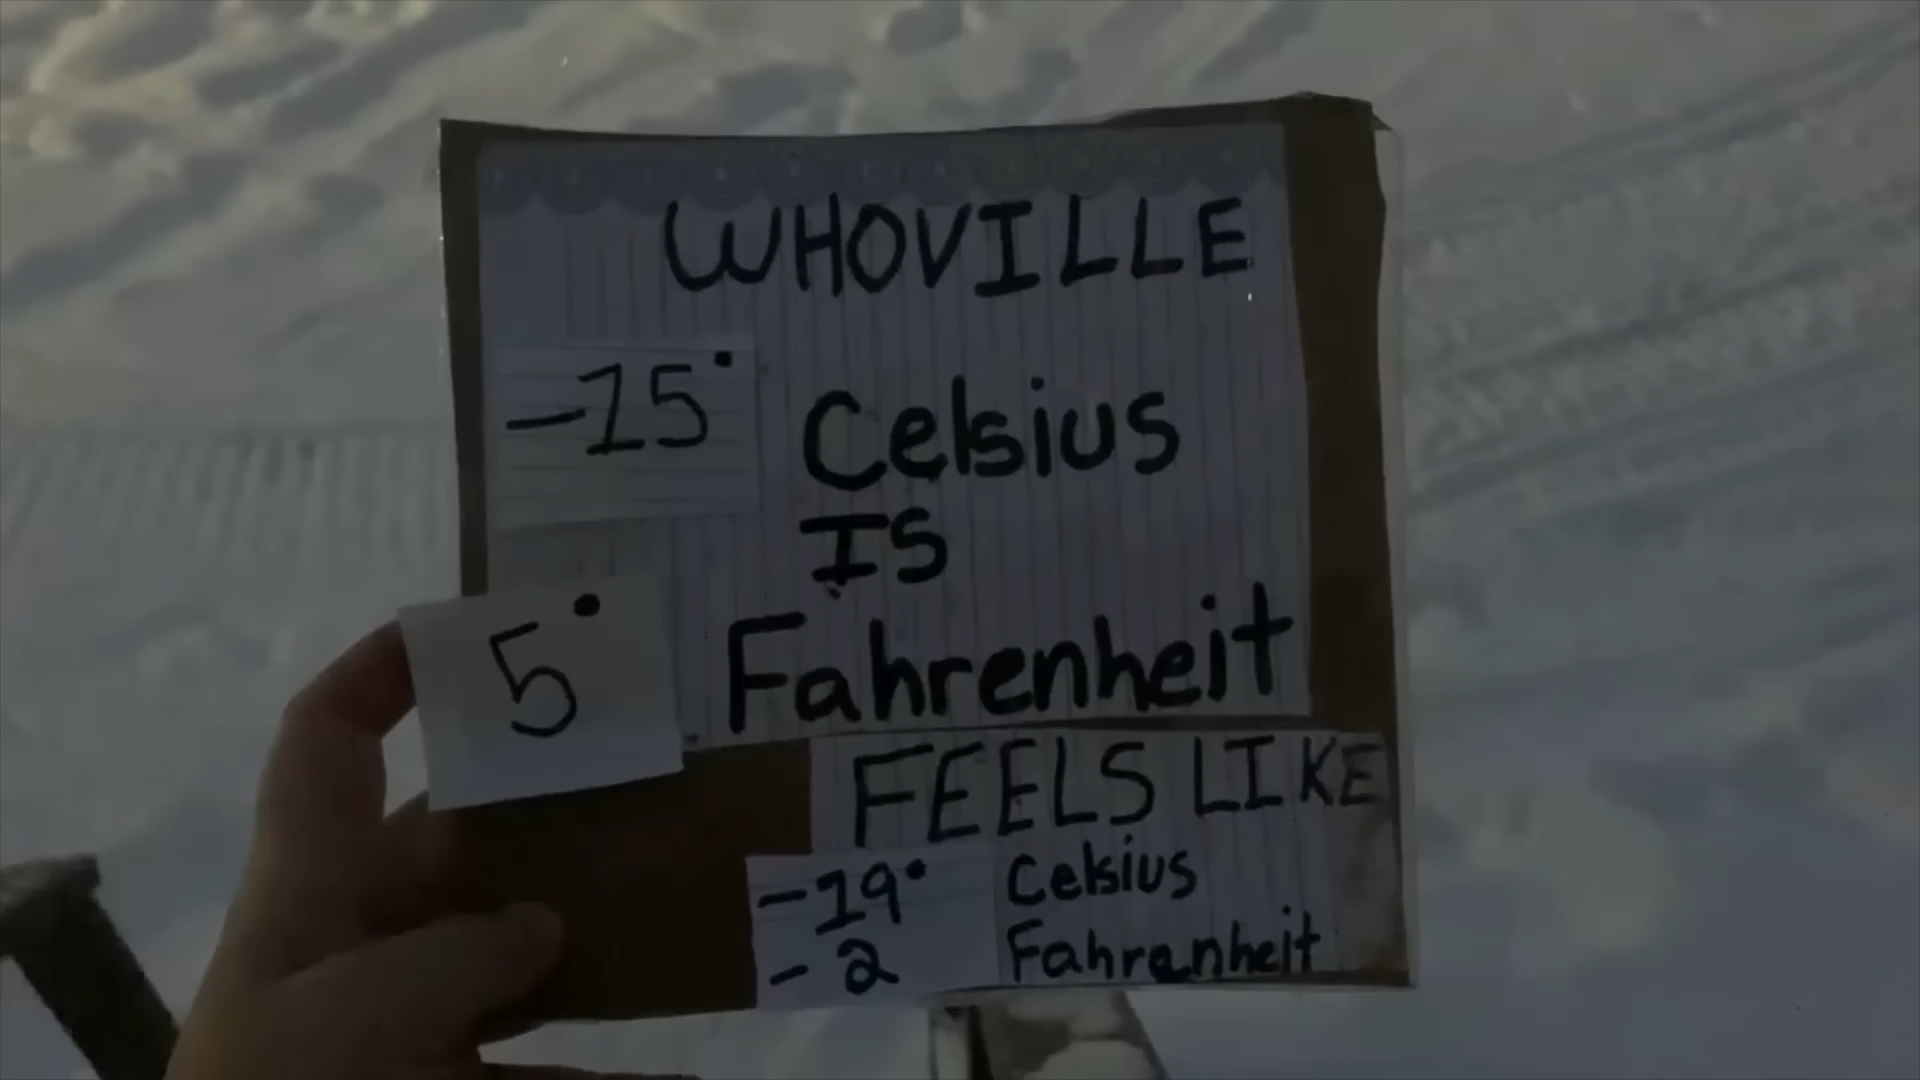 WHOVILLE
-15° Celsius
IS
5° Fahrenheit
FEELS LIKE
-19° Celsius
-2 Fahrenheit